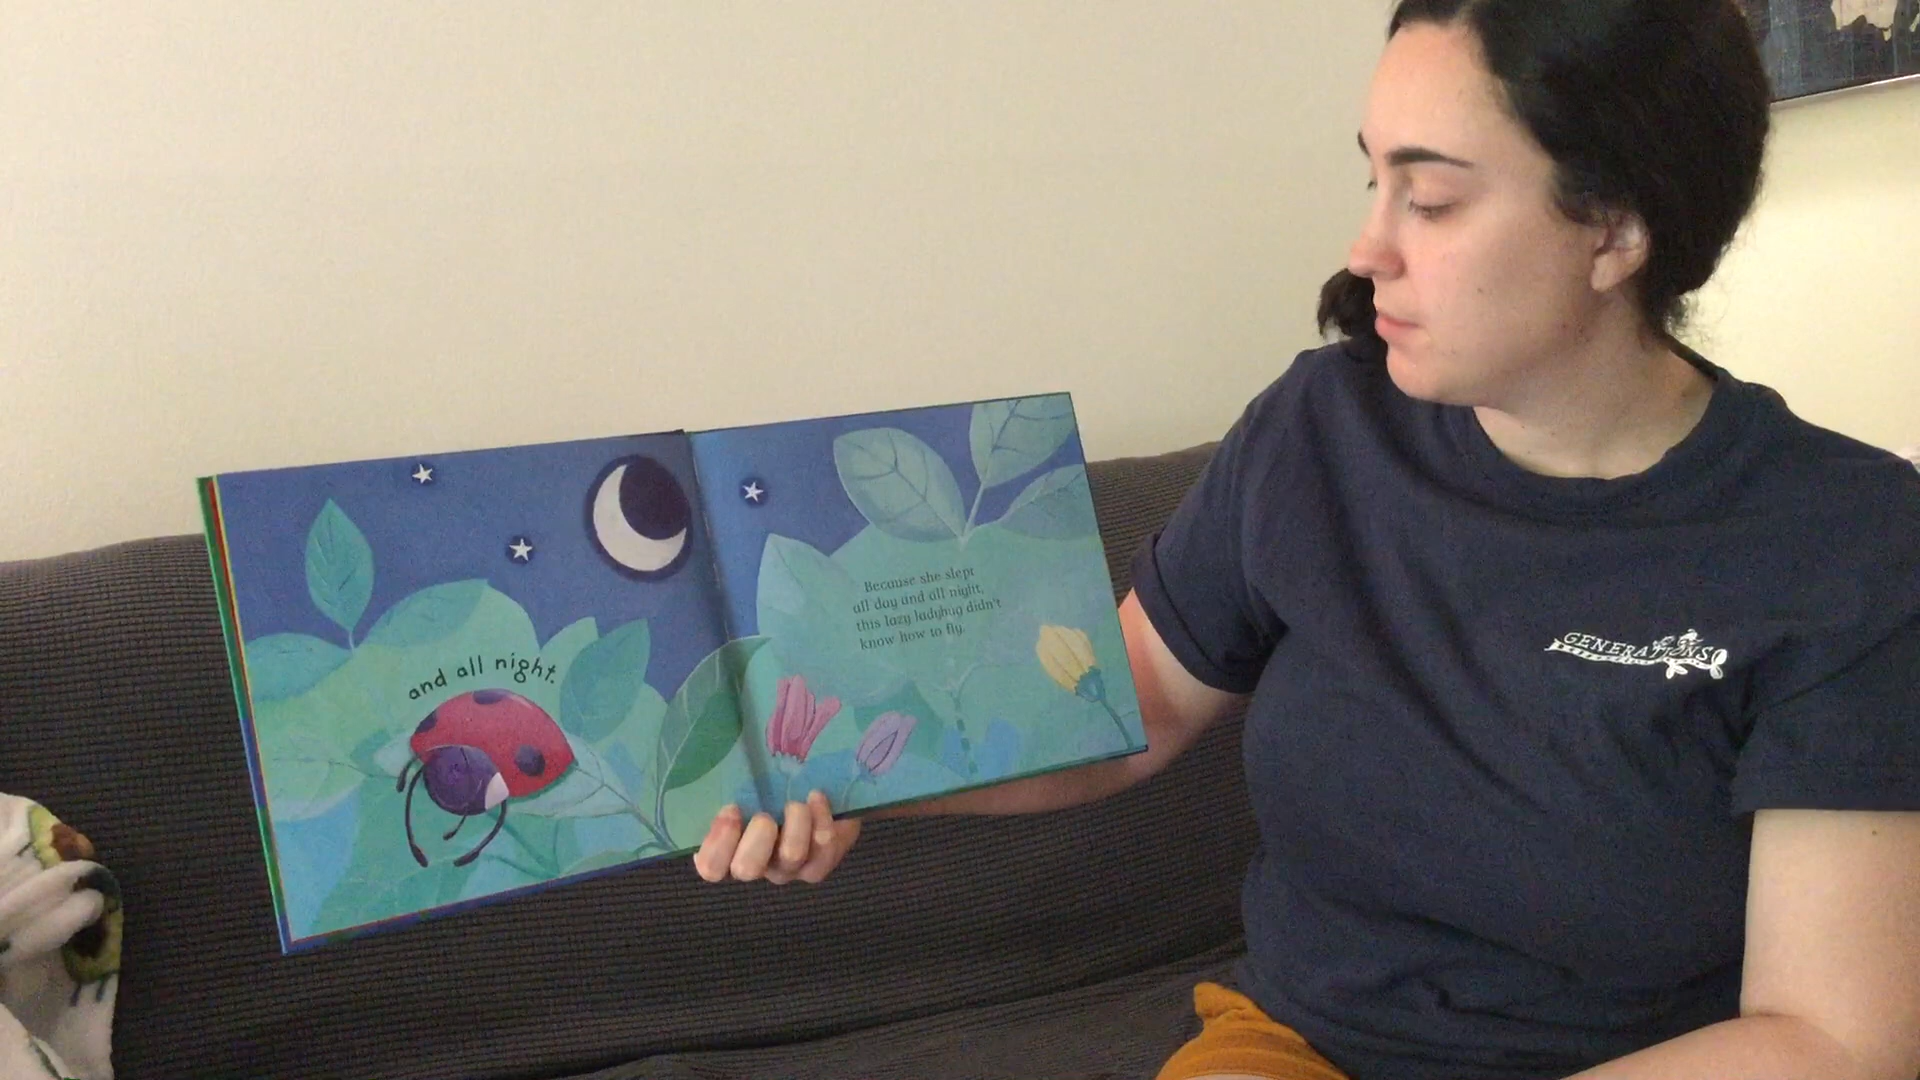 and all night.
Because she slept
all day and all night,
this lazy ladybug didn't
know how to fly.
GENERATIONS